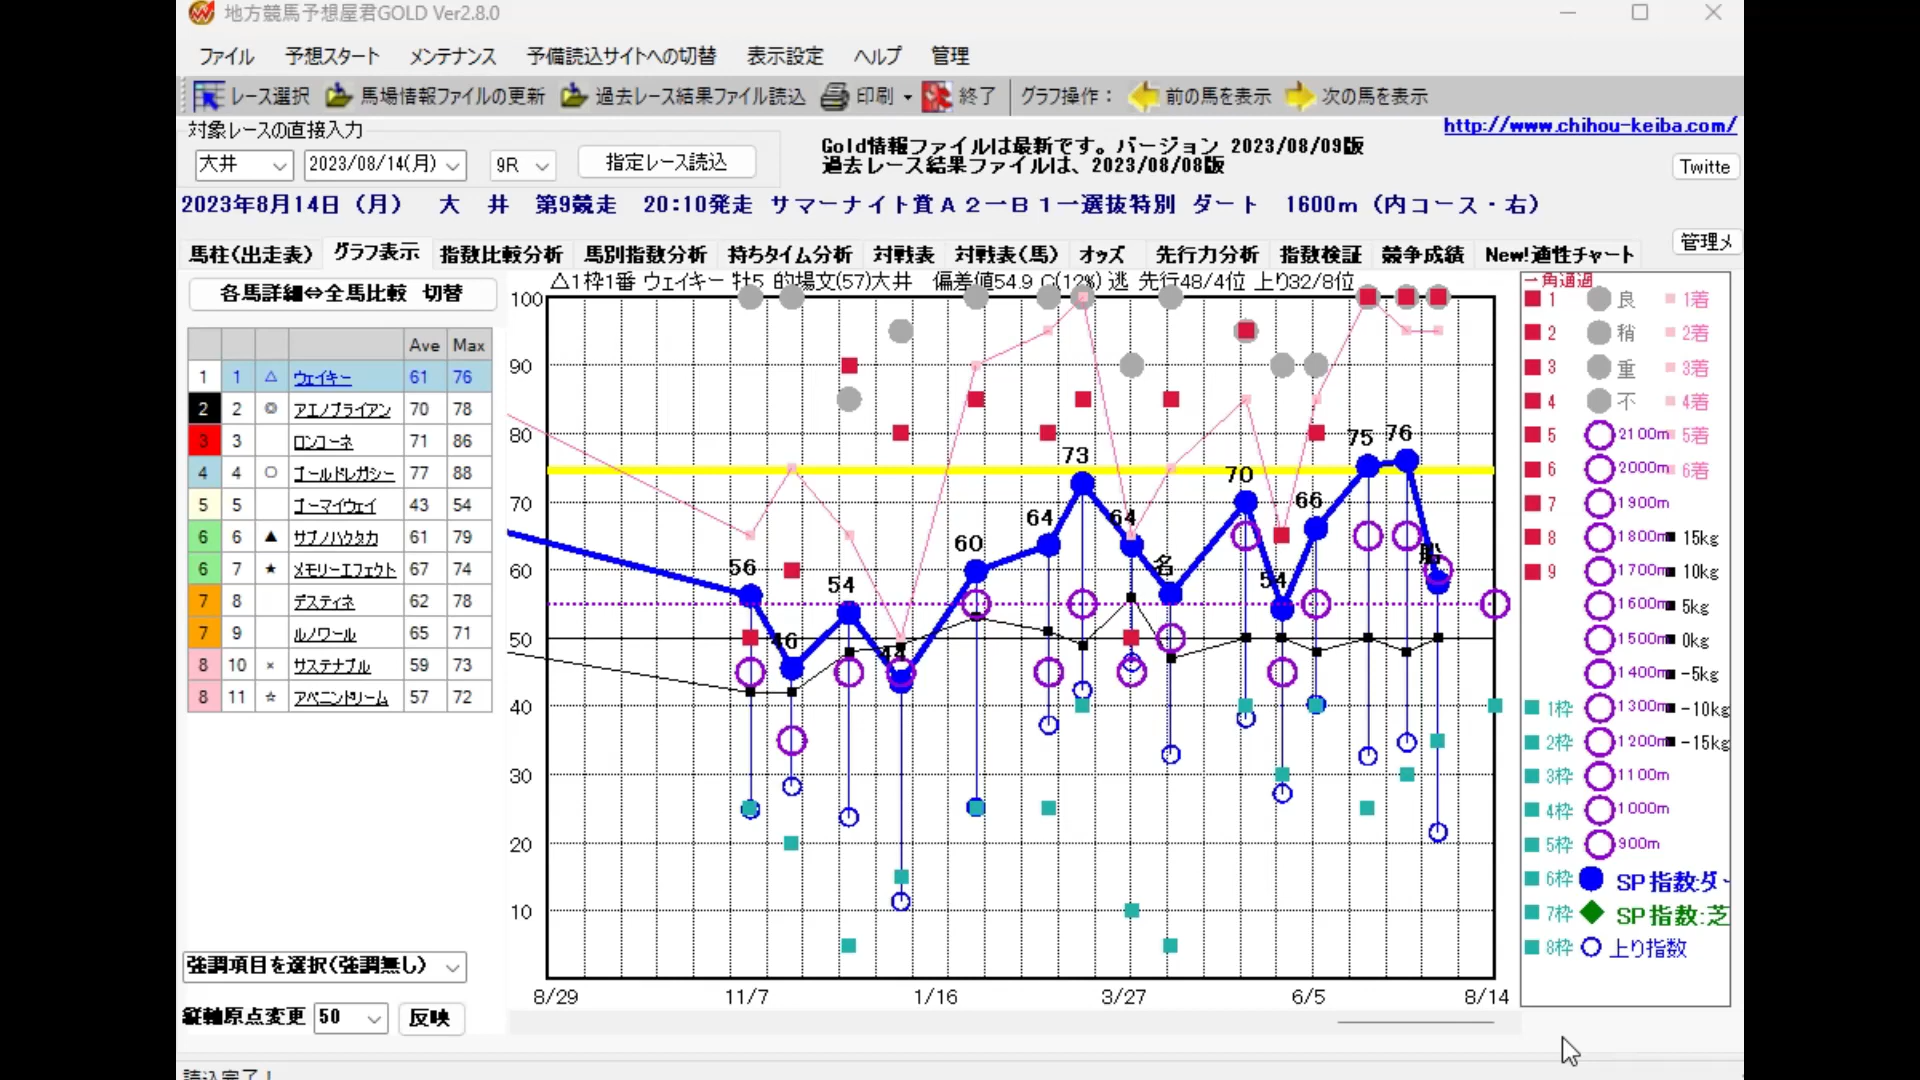 地方競馬予想屋君GOLD Ver2.8.0
ファイル 予想スタート メンテナンス 予備読込サイトへの切替 表示設定 ヘルプ 管理
レース選択 馬場情報ファイルの更新 過去レース結果ファイル読込 印刷 終了 グラフ操作： 前の馬を表示 次の馬を表示
対象レースの直接入力
http://www.chihou-keiba.com/
大井 2023/08/14(月) 9R 指定レース読込
Gold情報ファイルは最新です。バージョン 2023/08/09版
過去レース結果ファイルは、2023/08/08版
Twitte
2023年8月14日（月） 大 井 第9競走 20:10発走 サマーナイト賞Ａ２一Ｂ１一選抜特別 ダート 1600m（内コース・右）
管理メ
馬柱(出走表) グラフ表示 指数比較分析 馬別指数分析 持ちタイム分析 対戦表 対戦表(馬) オッズ 先行力分析 指数検証 競争成績 New!適性チャート
△1枠1番 ウェイキー 牡5 的場文(57)大井 偏差値54.9 C(12%) 逃 先行48/4位 上り32/8位
各馬詳細⇔全馬比較 切替
Ave Max
1 1 △ ウェイキー 61 76
2 2 ◎ アエノブライアン 70 78
3 3 ロンコーネ 71 86
4 4 ○ ゴールドレガシー 77 88
5 5 ゴーマイウェイ 43 54
6 6 ▲ サブノハクタカ 61 79
6 7 ★ メモリーエフェクト 67 74
7 8 デスティネ 62 78
7 9 ルノワール 65 71
8 10 × サステナブル 59 73
8 11 ☆ アペニンドリーム 57 72
100
90
80
70
60
50
40
30
20
10
56 46 54 44 60 64 73 64 名 70 54 66 75 76 船
8/29 11/7 1/16 3/27 6/5 8/14
一角通過
1 良 1着
2 稍 2着
3 重 3着
4 不 4着
5 2100m 5着
6 2000m 6着
7 1900m
8 1800m 15kg
9 1700m 10kg
1600m 5kg
1500m 0kg
1400m -5kg
1枠 1300m -10kg
2枠 1200m -15kg
3枠 1100m
4枠 1000m
5枠 900m
6枠 SP指数:ダ
7枠 SP指数:芝
8枠 上り指数
強調項目を選択(強調無し)
縦軸原点変更 50 反映
読込完了！